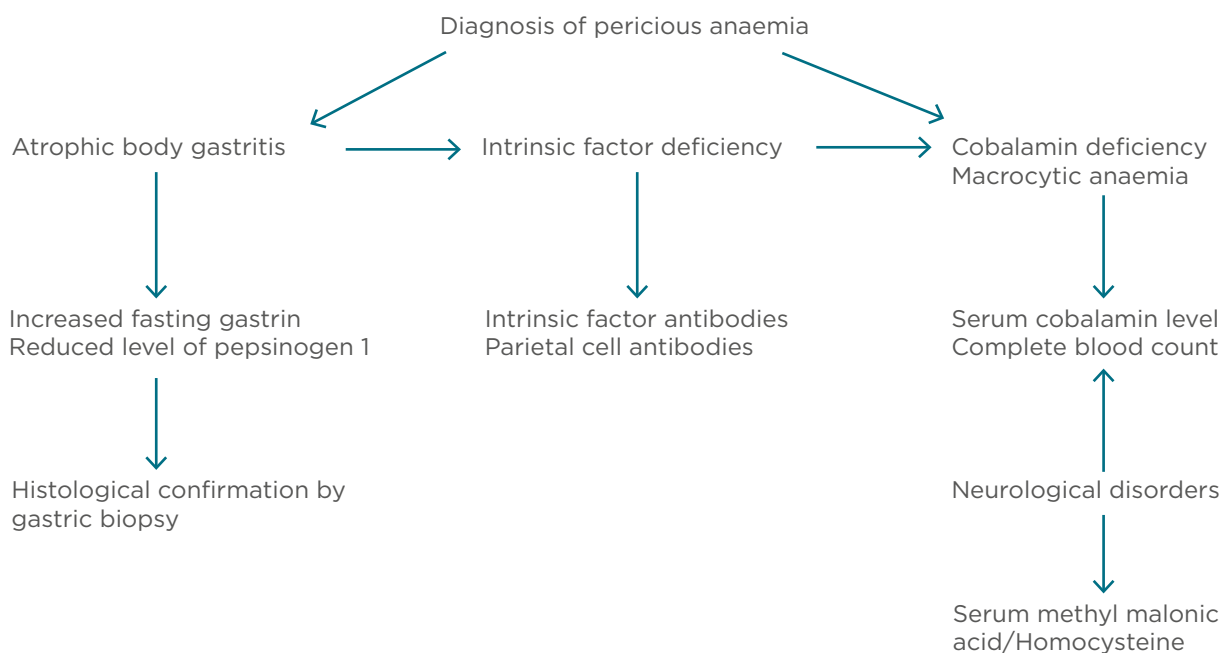 Diagnosis of pericious anaemia
Atrophic body gastritis
Intrinsic factor deficiency
Cobalamin deficiency
Macrocytic anaemia
Increased fasting gastrin
Reduced level of pepsinogen 1
Intrinsic factor antibodies
Parietal cell antibodies
Serum cobalamin level
Complete blood count
Histological confirmation by
gastric biopsy
Neurological disorders
Serum methyl malonic
acid/Homocysteine